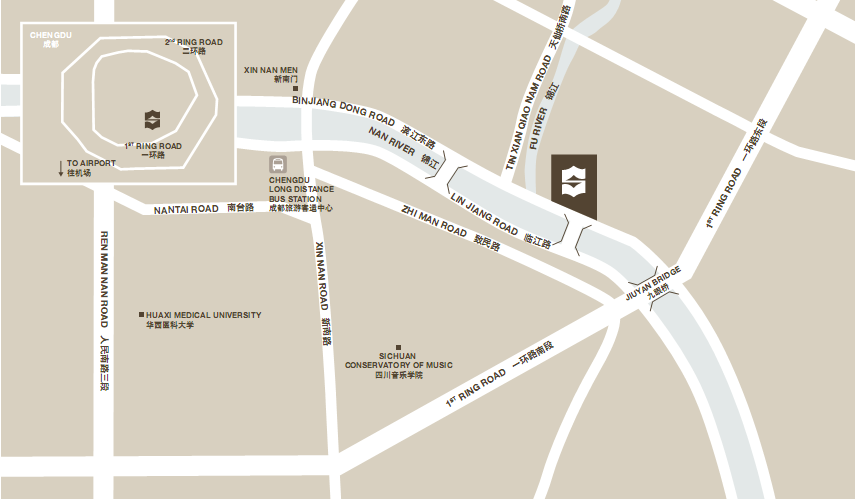 CHENGDU
成都
2ND RING ROAD
二环路
1ST RING ROAD
一环路
TO AIRPORT
往机场
XIN NAN MEN
新南门
BINJIANG DONG ROAD 滨江东路
NAN RIVER 锦江
TIN XIAN QIAO NAM ROAD 天仙桥南路
FU RIVER 锦江
1ST RING ROAD 一环路东段
CHENGDU
LONG DISTANCE
BUS STATION
成都旅游客运中心
NANTAI ROAD 南台路
ZHI MAN ROAD 致民路
LIN JIANG ROAD 临江路
REN MAN NAN ROAD 人民南路三段
XIN NAN ROAD 新南路
JIUYAN BRIDGE
九眼桥
HUAXI MEDICAL UNIVERSITY
华西医科大学
SICHUAN
CONSERVATORY OF MUSIC
四川音乐学院
1ST RING ROAD 一环路南段